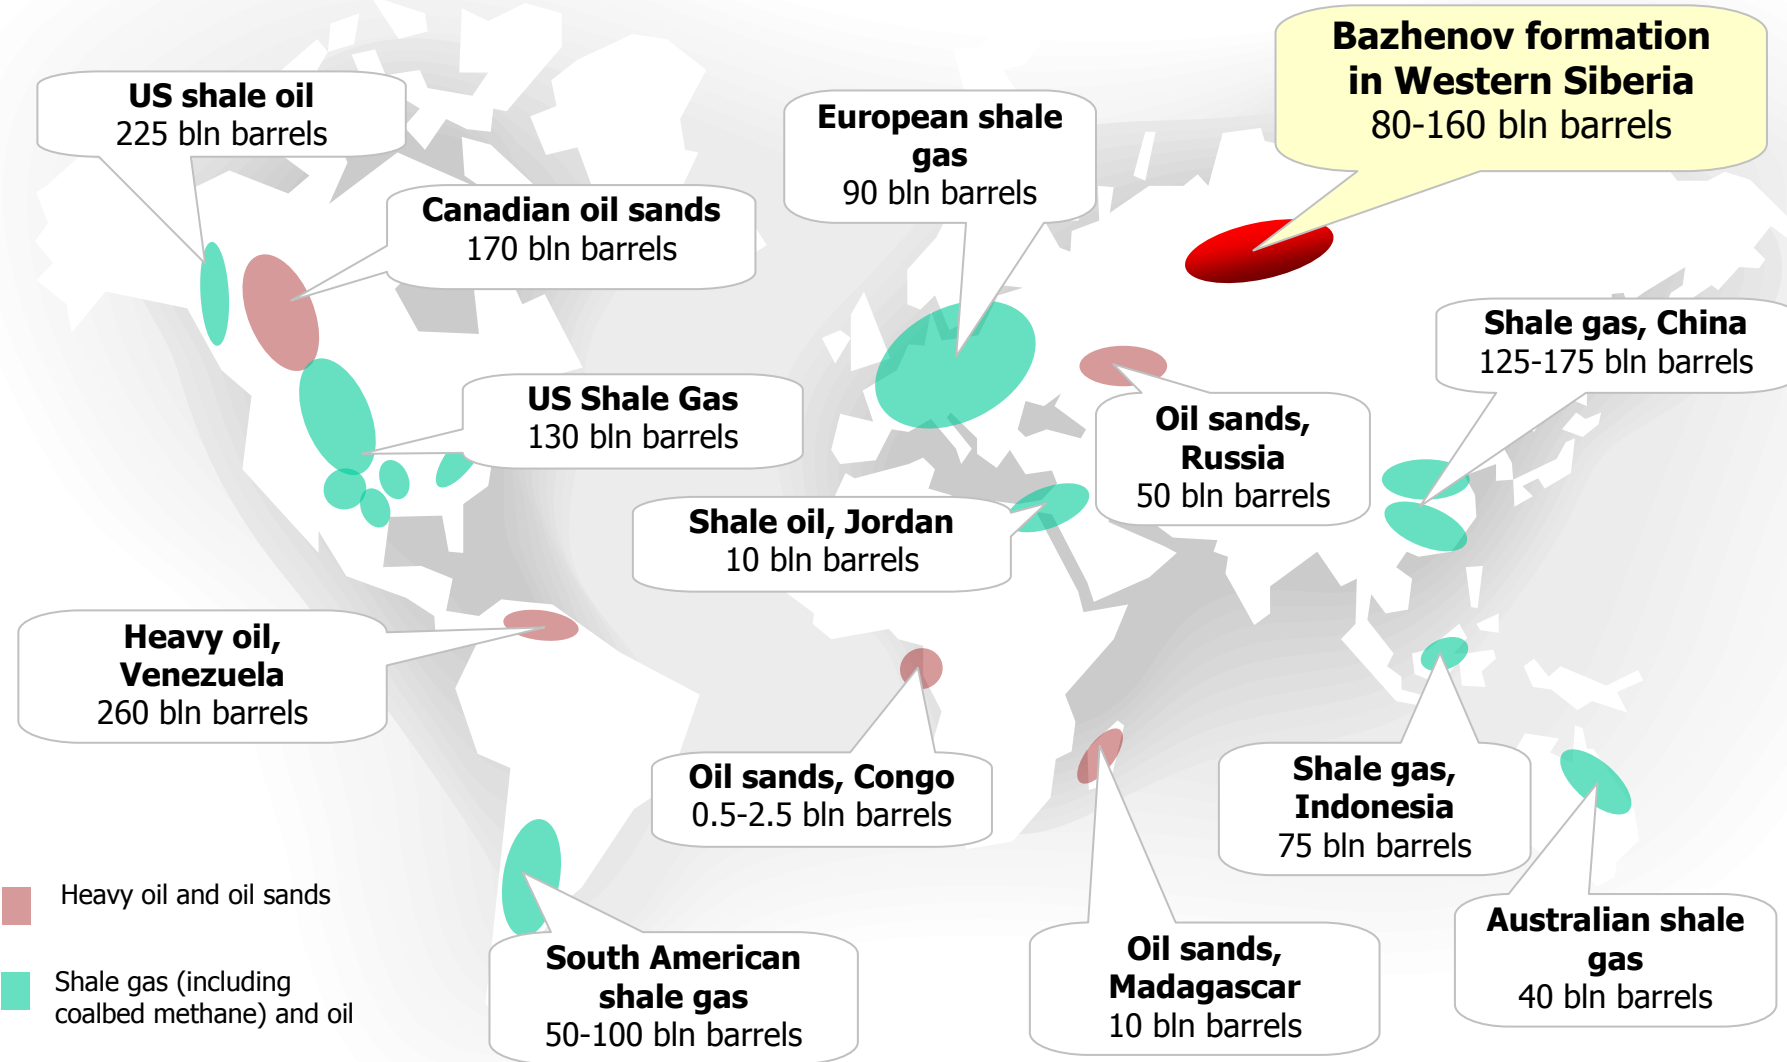 Bazhenov formation
in Western Siberia
80-160 bln barrels
US shale oil
225 bln barrels
European shale
gas
90 bln barrels
Canadian oil sands
170 bln barrels
Shale gas, China
125-175 bln barrels
US Shale Gas
130 bln barrels
Oil sands,
Russia
50 bln barrels
Shale oil, Jordan
10 bln barrels
Heavy oil,
Venezuela
260 bln barrels
Oil sands, Congo
0.5-2.5 bln barrels
Shale gas,
Indonesia
75 bln barrels
Heavy oil and oil sands
Shale gas (including
coalbed methane) and oil
South American
shale gas
50-100 bln barrels
Oil sands,
Madagascar
10 bln barrels
Australian shale
gas
40 bln barrels